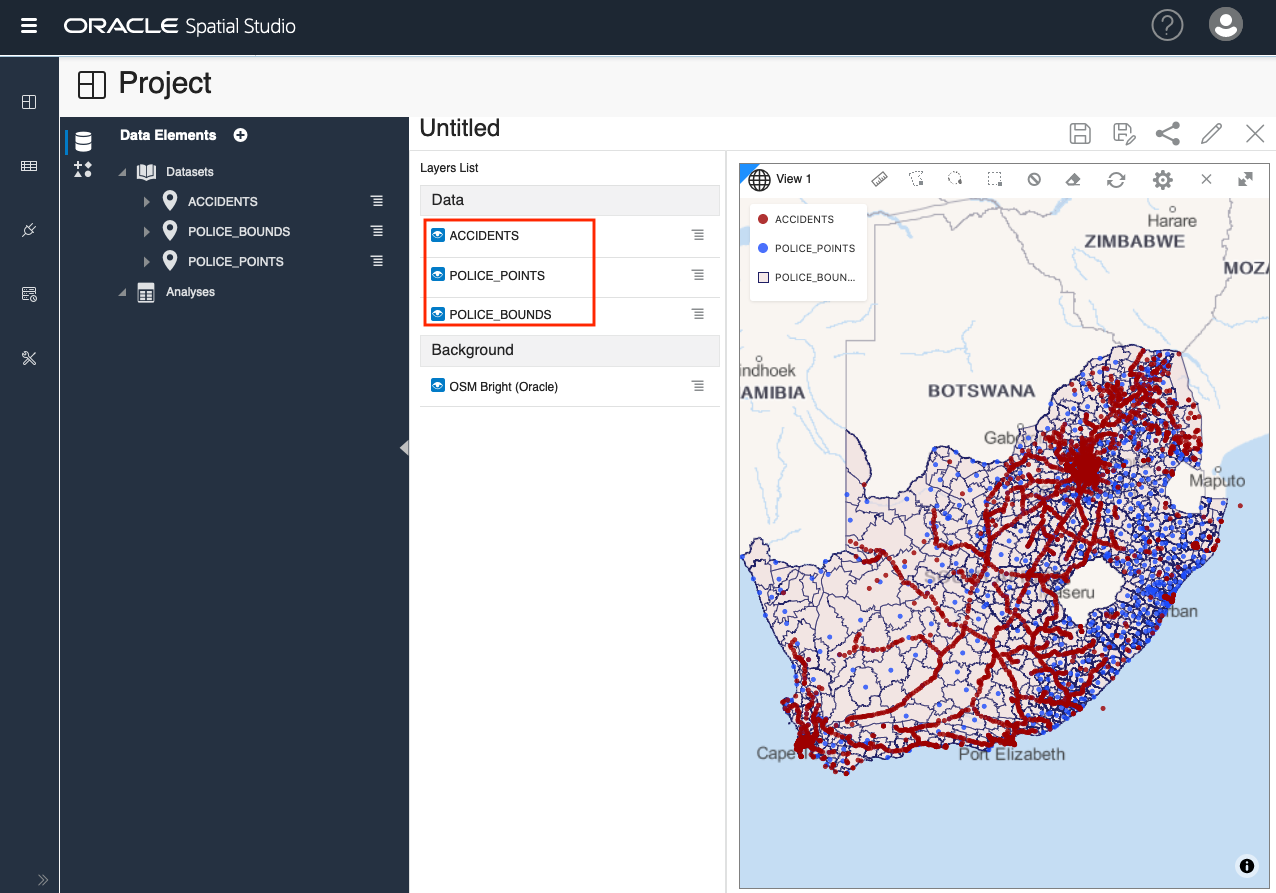 ORACLE Spatial Studio
Project
Data Elements
Datasets
ACCIDENTS
POLICE_BOUNDS
POLICE_POINTS
Analyses
Untitled
Layers List
Data
ACCIDENTS
POLICE_POINTS
POLICE_BOUNDS
Background
OSM Bright (Oracle)
View 1
ACCIDENTS
POLICE_POINTS
POLICE_BOUN...
Harare
ZIMBABWE
MOZA
indhoek
AMIBIA
BOTSWANA
Gabo
Maputo
seru
rban
Cape
Port Elizabeth